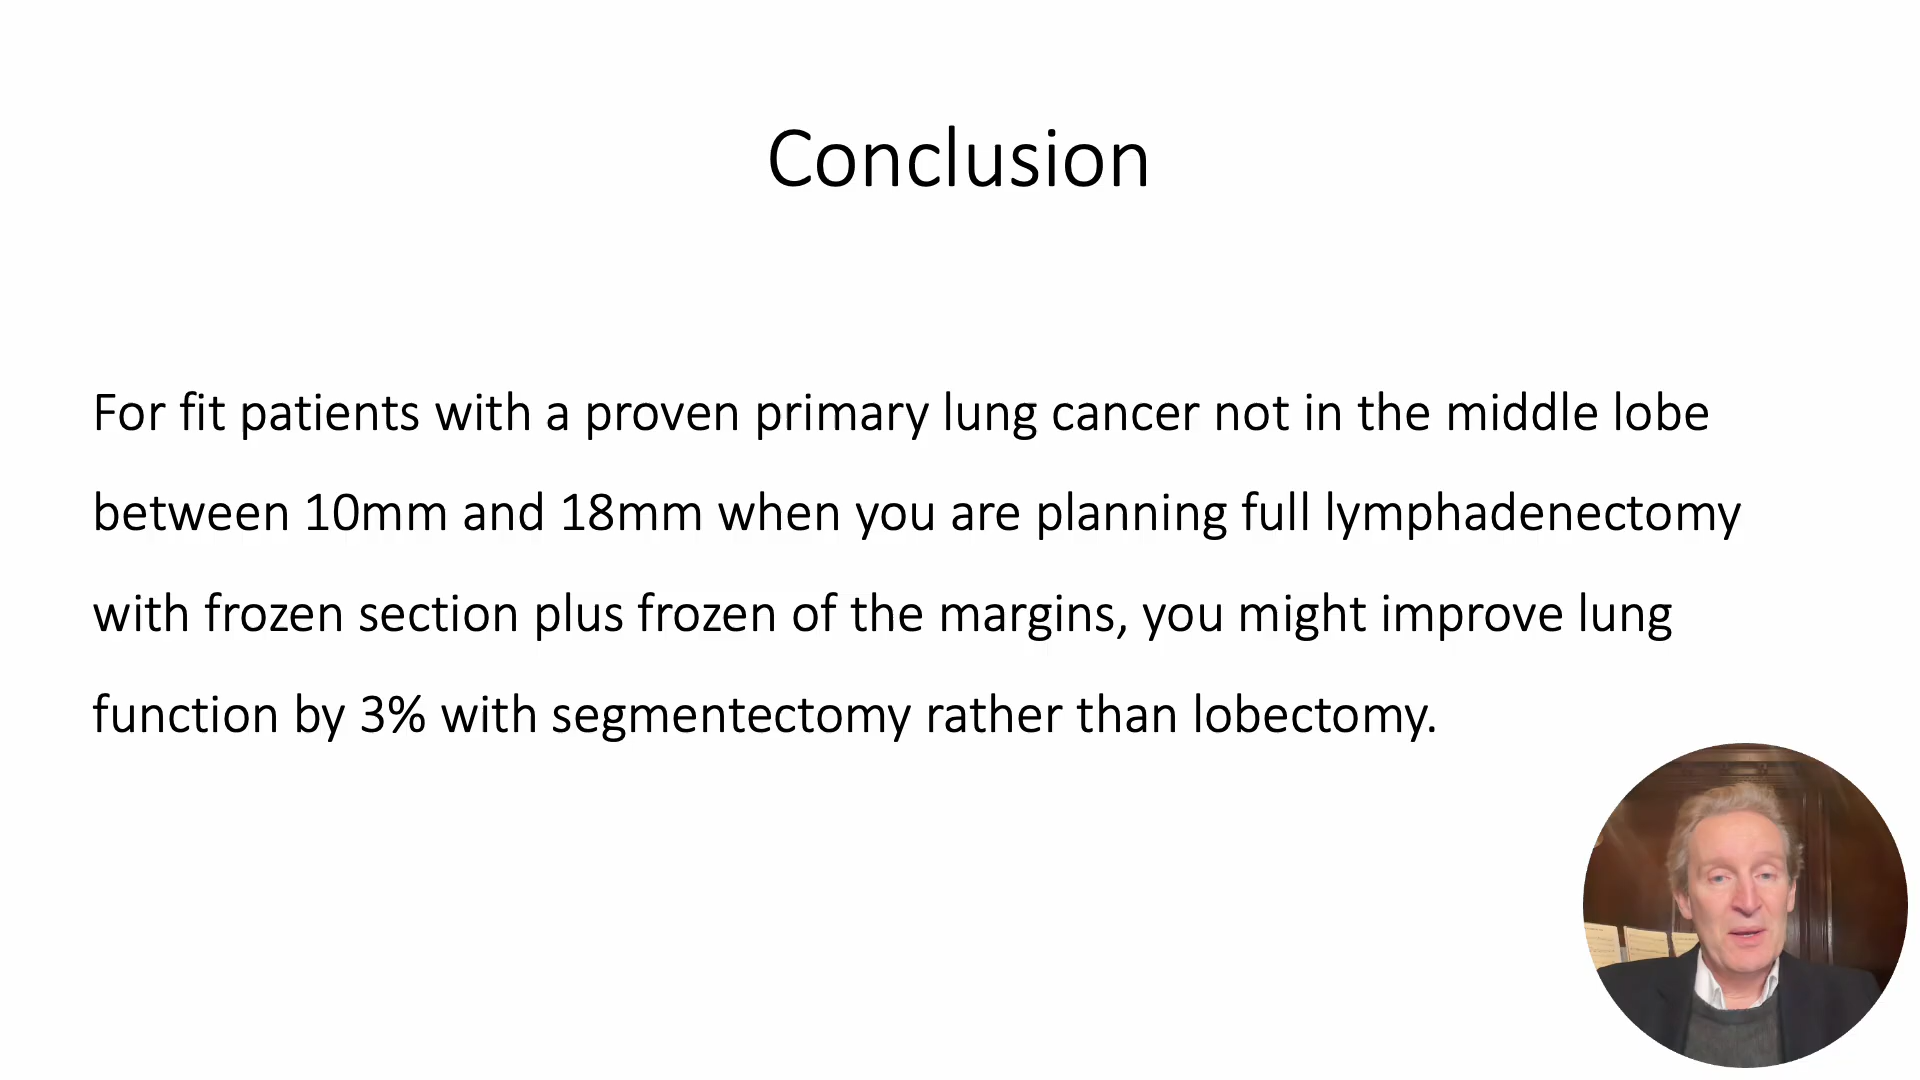 Conclusion
For fit patients with a proven primary lung cancer not in the middle lobe
between 10mm and 18mm when you are planning full lymphadenectomy
with frozen section plus frozen of the margins, you might improve lung
function by 3% with segmentectomy rather than lobectomy.